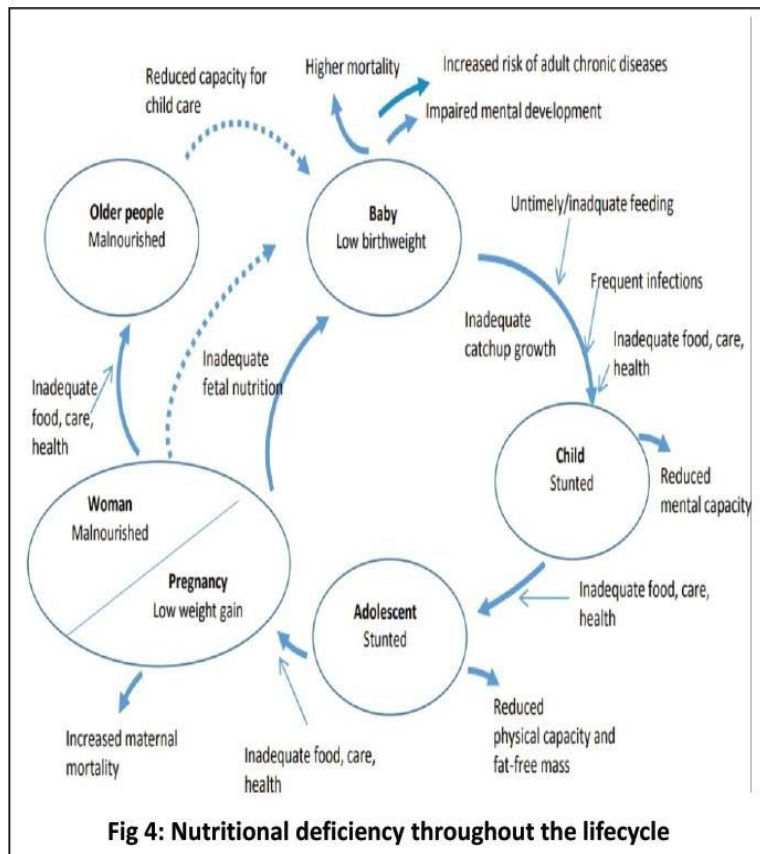 Reduced capacity for
child care
Higher mortality
Increased risk of adult chronic diseases
Impaired mental development
Older people
Malnourished
Baby
Low birthweight
Untimely/inadquate feeding
Frequent infections
Inadequate
catchup growth
Inadequate food, care,
health
Inadequate
fetal nutrition
Inadequate
food, care,
health
Child
Stunted
Reduced
mental capacity
Woman
Malnourished
Pregnancy
Low weight gain
Adolescent
Stunted
Inadequate food, care,
health
Increased maternal
mortality
Inadequate food, care,
health
Reduced
physical capacity and
fat-free mass
Fig 4: Nutritional deficiency throughout the lifecycle